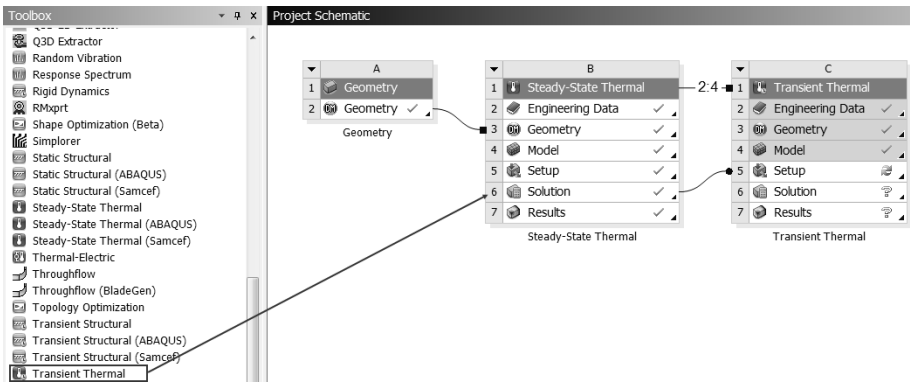 Toolbox
Q3D Extractor
Random Vibration
Response Spectrum
Rigid Dynamics
RMxprt
Shape Optimization (Beta)
Simplorer
Static Structural
Static Structural (ABAQUS)
Static Structural (Samcef)
Steady-State Thermal
Steady-State Thermal (ABAQUS)
Steady-State Thermal (Samcef)
Thermal-Electric
Throughflow
Throughflow (BladeGen)
Topology Optimization
Transient Structural
Transient Structural (ABAQUS)
Transient Structural (Samcef)
Transient Thermal
Project Schematic
A
1 Geometry
2 Geometry
Geometry
B
1 Steady-State Thermal
2 Engineering Data
3 Geometry
4 Model
5 Setup
6 Solution
7 Results
Steady-State Thermal
2:4
C
1 Transient Thermal
2 Engineering Data
3 Geometry
4 Model
5 Setup
6 Solution
7 Results
Transient Thermal